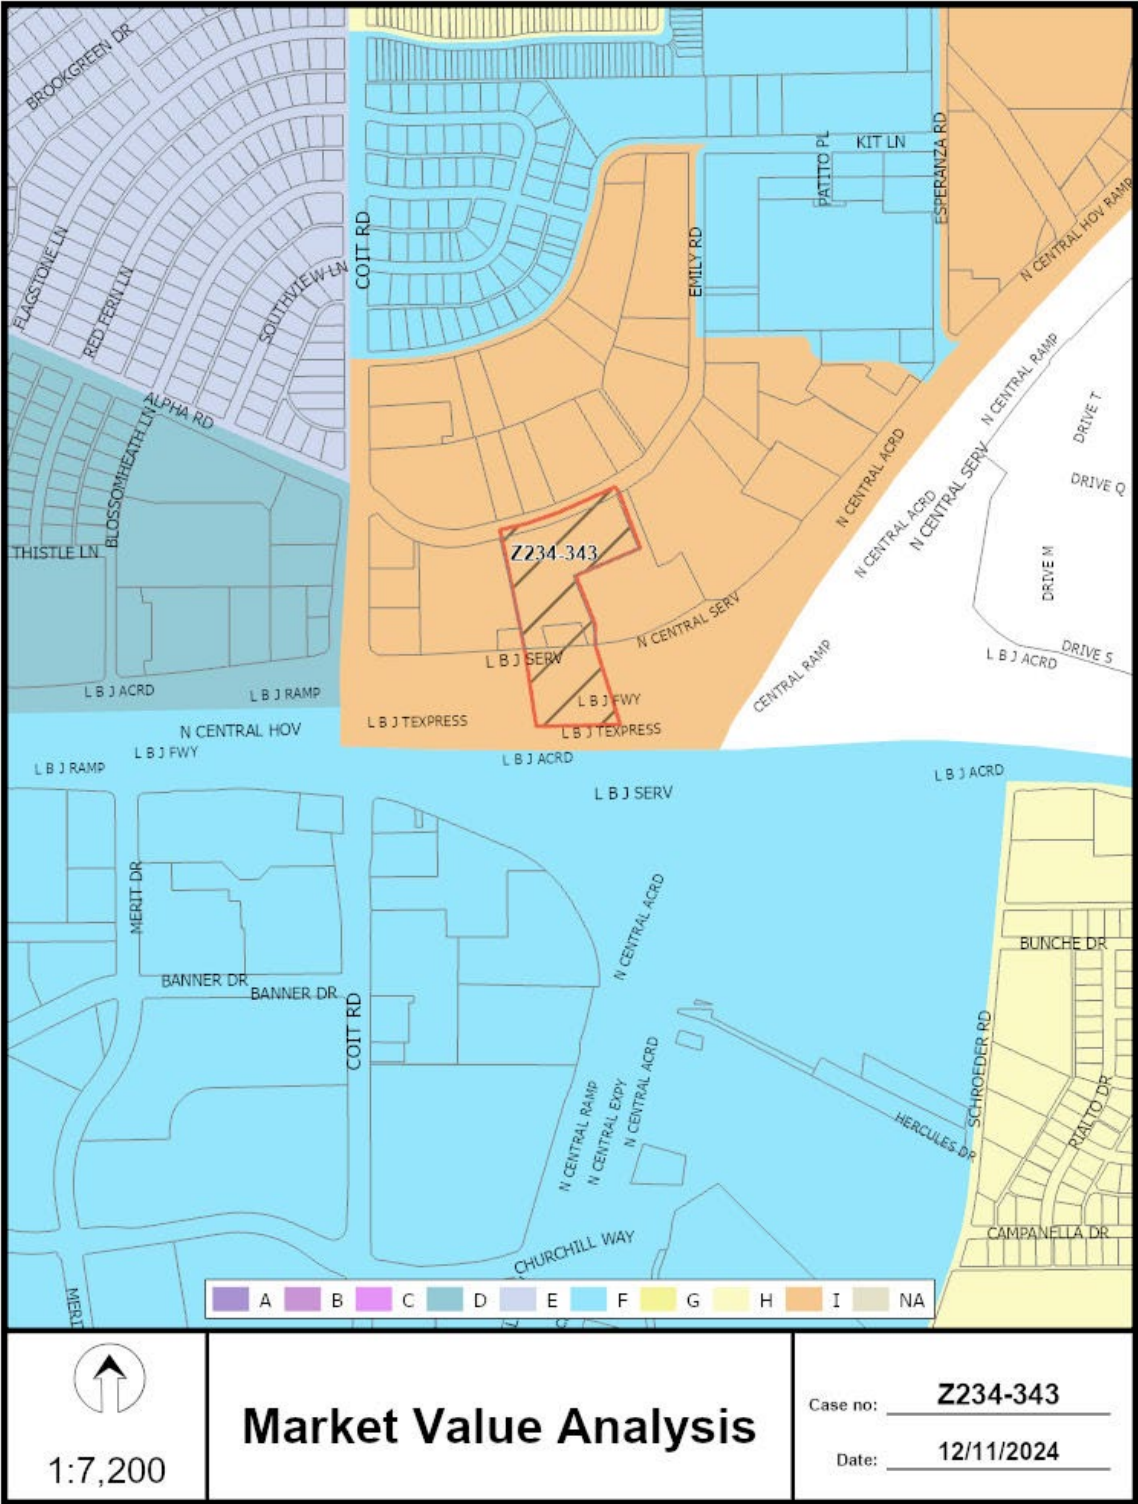 BROOKGREEN DR
KIT LN
PATITO PL
ESPERANZA RD
N CENTRAL HOV RAMP
COIT RD
EMILY RD
FLAGSTONE LN
RED FERN LN
SOUTHVIEW LN
N CENTRAL RAMP
DRIVE T
ALPHA RD
BLOSSOMHEATH LN
N CENTRAL ACRD
N CENTRAL SERV
DRIVE Q
N CENTRAL ACRD
THISTLE LN
Z234-343
DRIVE M
N CENTRAL SERV
L B J SERV
L B J ACRD
DRIVE S
CENTRAL RAMP
L B J ACRD
L B J RAMP
L B J FWY
L B J TEXPRESS
L B J TEXPRESS
N CENTRAL HOV
L B J FWY
L B J ACRD
L B J RAMP
L B J ACRD
L B J SERV
MERIT DR
N CENTRAL ACRD
BUNCHE DR
BANNER DR
BANNER DR
COIT RD
SCHROEDER RD
N CENTRAL RAMP
N CENTRAL EXPY
N CENTRAL ACRD
HERCULES DR
RIALTO DR
CAMPANELLA DR
CHURCHILL WAY
MERI
A B C D E F G H I NA
1:7,200
Market Value Analysis
Case no: Z234-343
Date: 12/11/2024